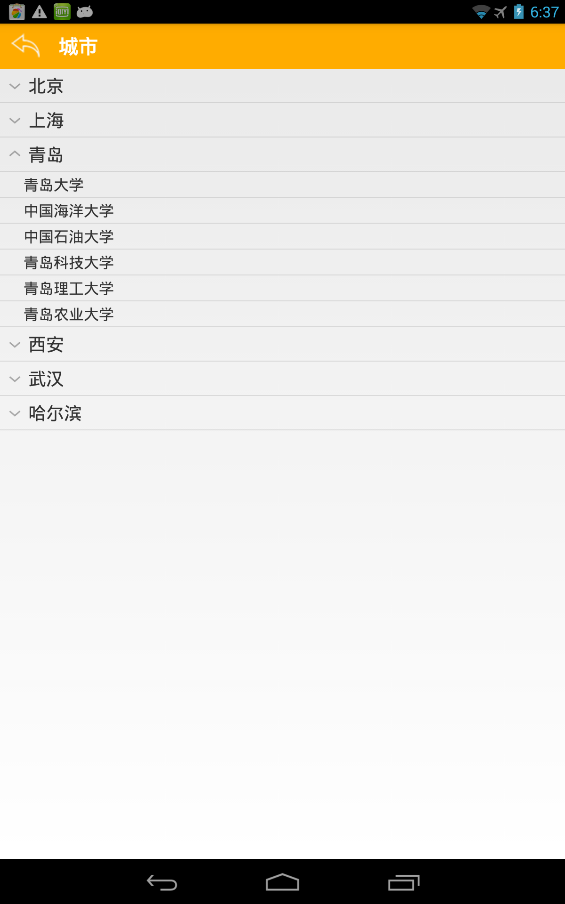 6:37
城市
北京
上海
青岛
青岛大学
中国海洋大学
中国石油大学
青岛科技大学
青岛理工大学
青岛农业大学
西安
武汉
哈尔滨